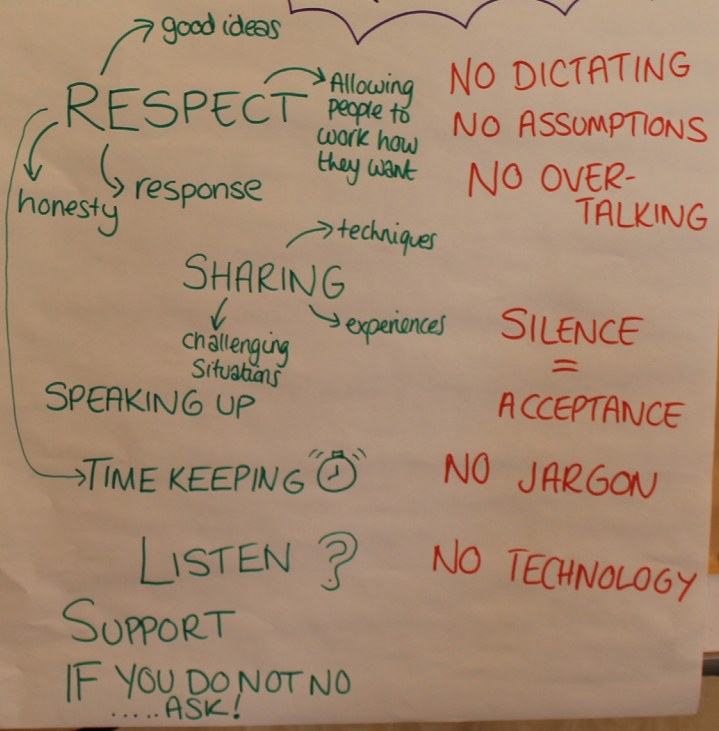 good ideas
RESPECT
Allowing
people to
work how
they want
honesty
response
SHARING
techniques
experiences
challenging
Situations
SPEAKING UP
TIME KEEPING
LISTEN
SUPPORT
IF YOU DO NOT NO
..... ASK!
NO DICTATING
NO ASSUMPTIONS
NO OVER-
TALKING
SILENCE
=
ACCEPTANCE
NO JARGON
NO TECHNOLOGY